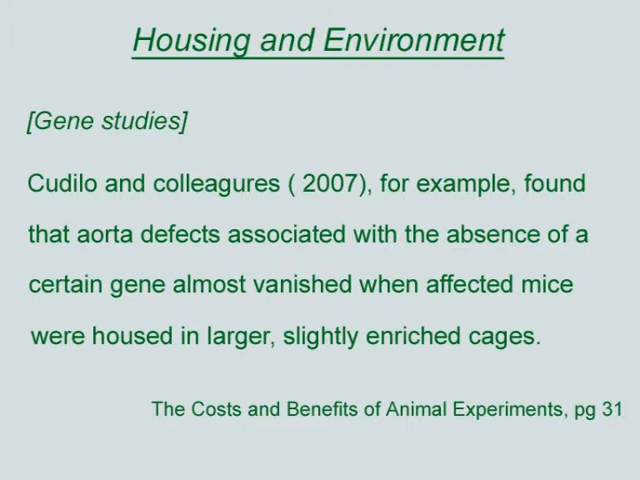 Housing and Environment
[Gene studies]
Cudilo and colleagures ( 2007), for example, found
that aorta defects associated with the absence of a
certain gene almost vanished when affected mice
were housed in larger, slightly enriched cages.
The Costs and Benefits of Animal Experiments, pg 31